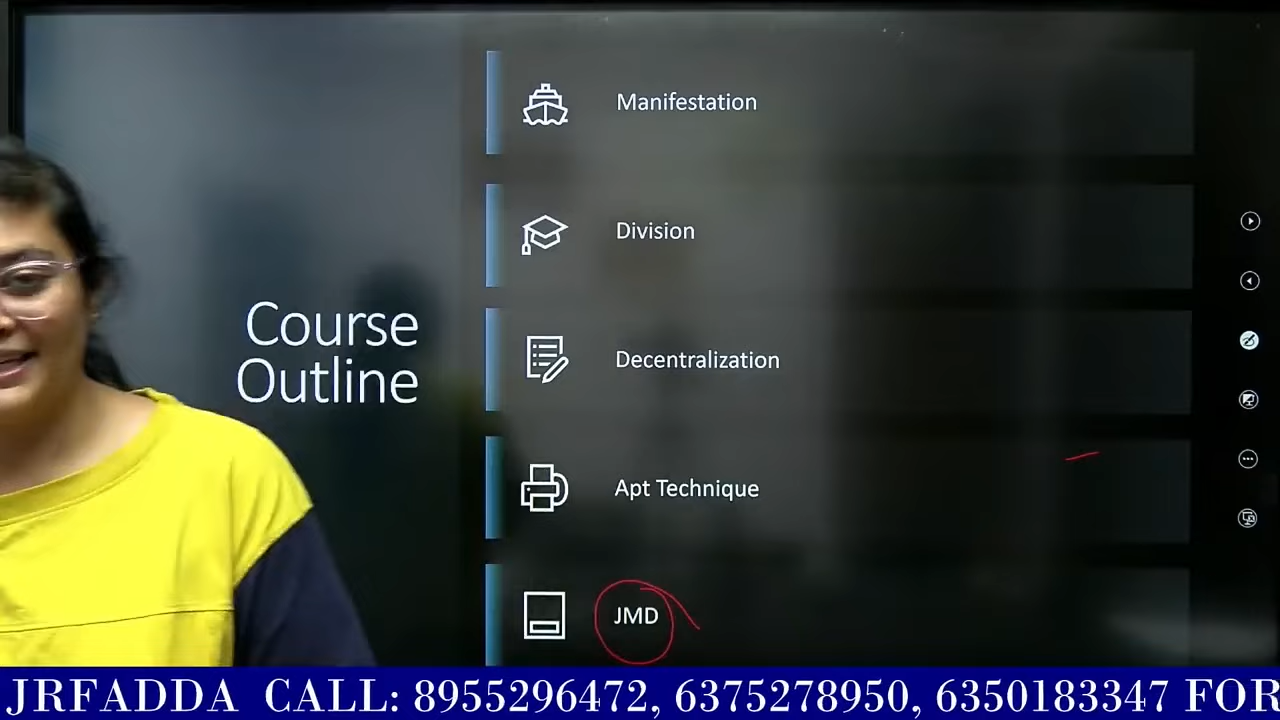 Course
Outline
Manifestation
Division
Decentralization
Apt Technique
JMD
JRFADDA CALL: 8955296472, 6375278950, 6350183347 FOR